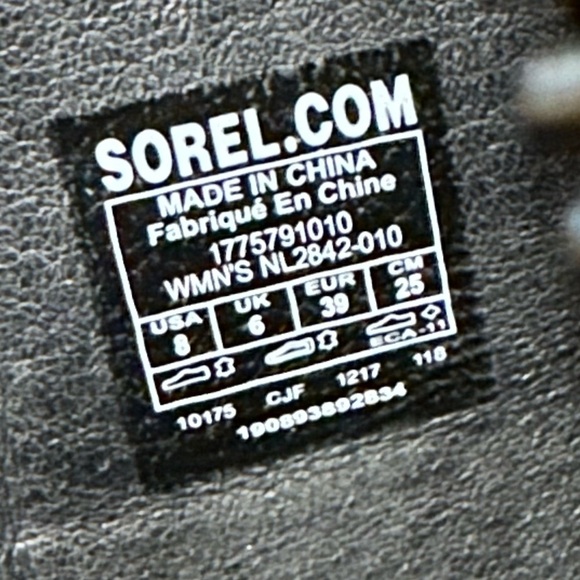 SOREL.COM
MADE IN CHINA
Fabriqué En Chine
1775791010
WMN'S NL2842-010
USA UK EUR CM
8 6 39 25
ECA-11
10175 CJF 1217 118
190893892834